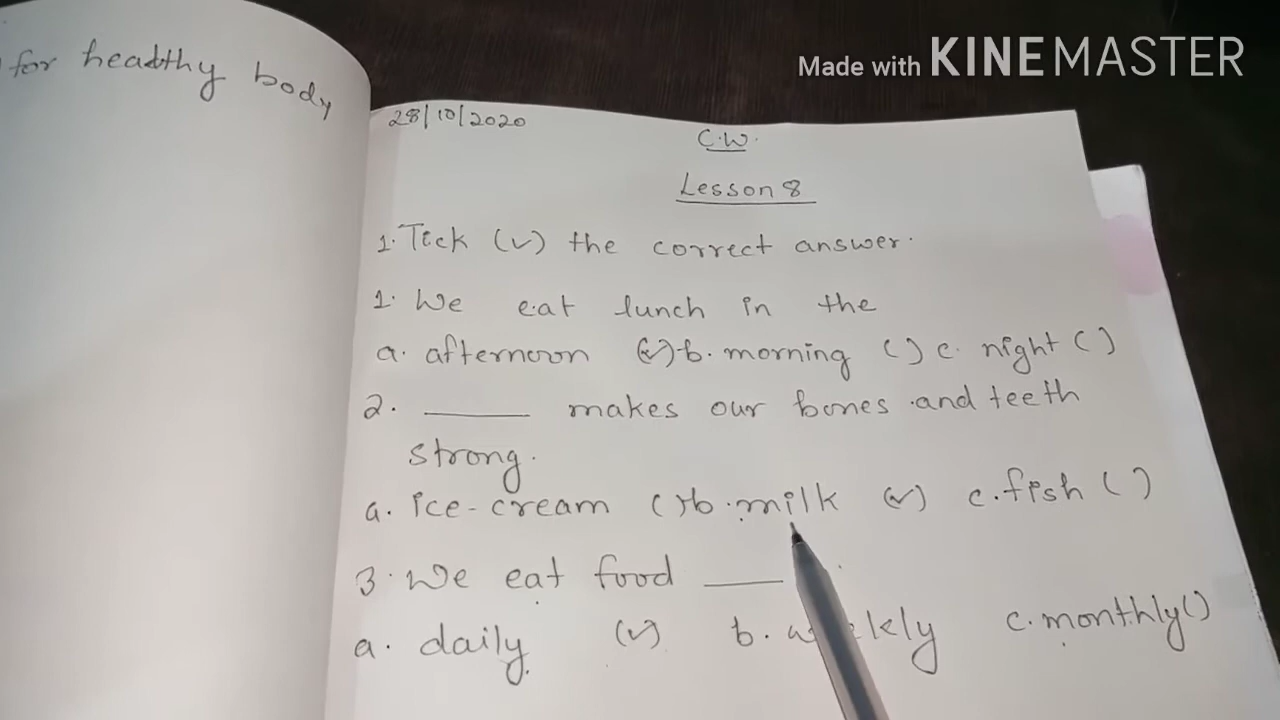 for healthy body
Made with KINEMASTER
28/10/2020
C.W.
Lesson 8
1. Tick (✓) the correct answer.
1. We eat lunch in the
a. afternoon (✓) b. morning ( ) c. night ( )
2. ______ makes our bones and teeth
strong.
a. ice-cream ( ) b. milk (✓) c. fish ( )
3. We eat food _____
a. daily (✓) b. c. monthly ( )